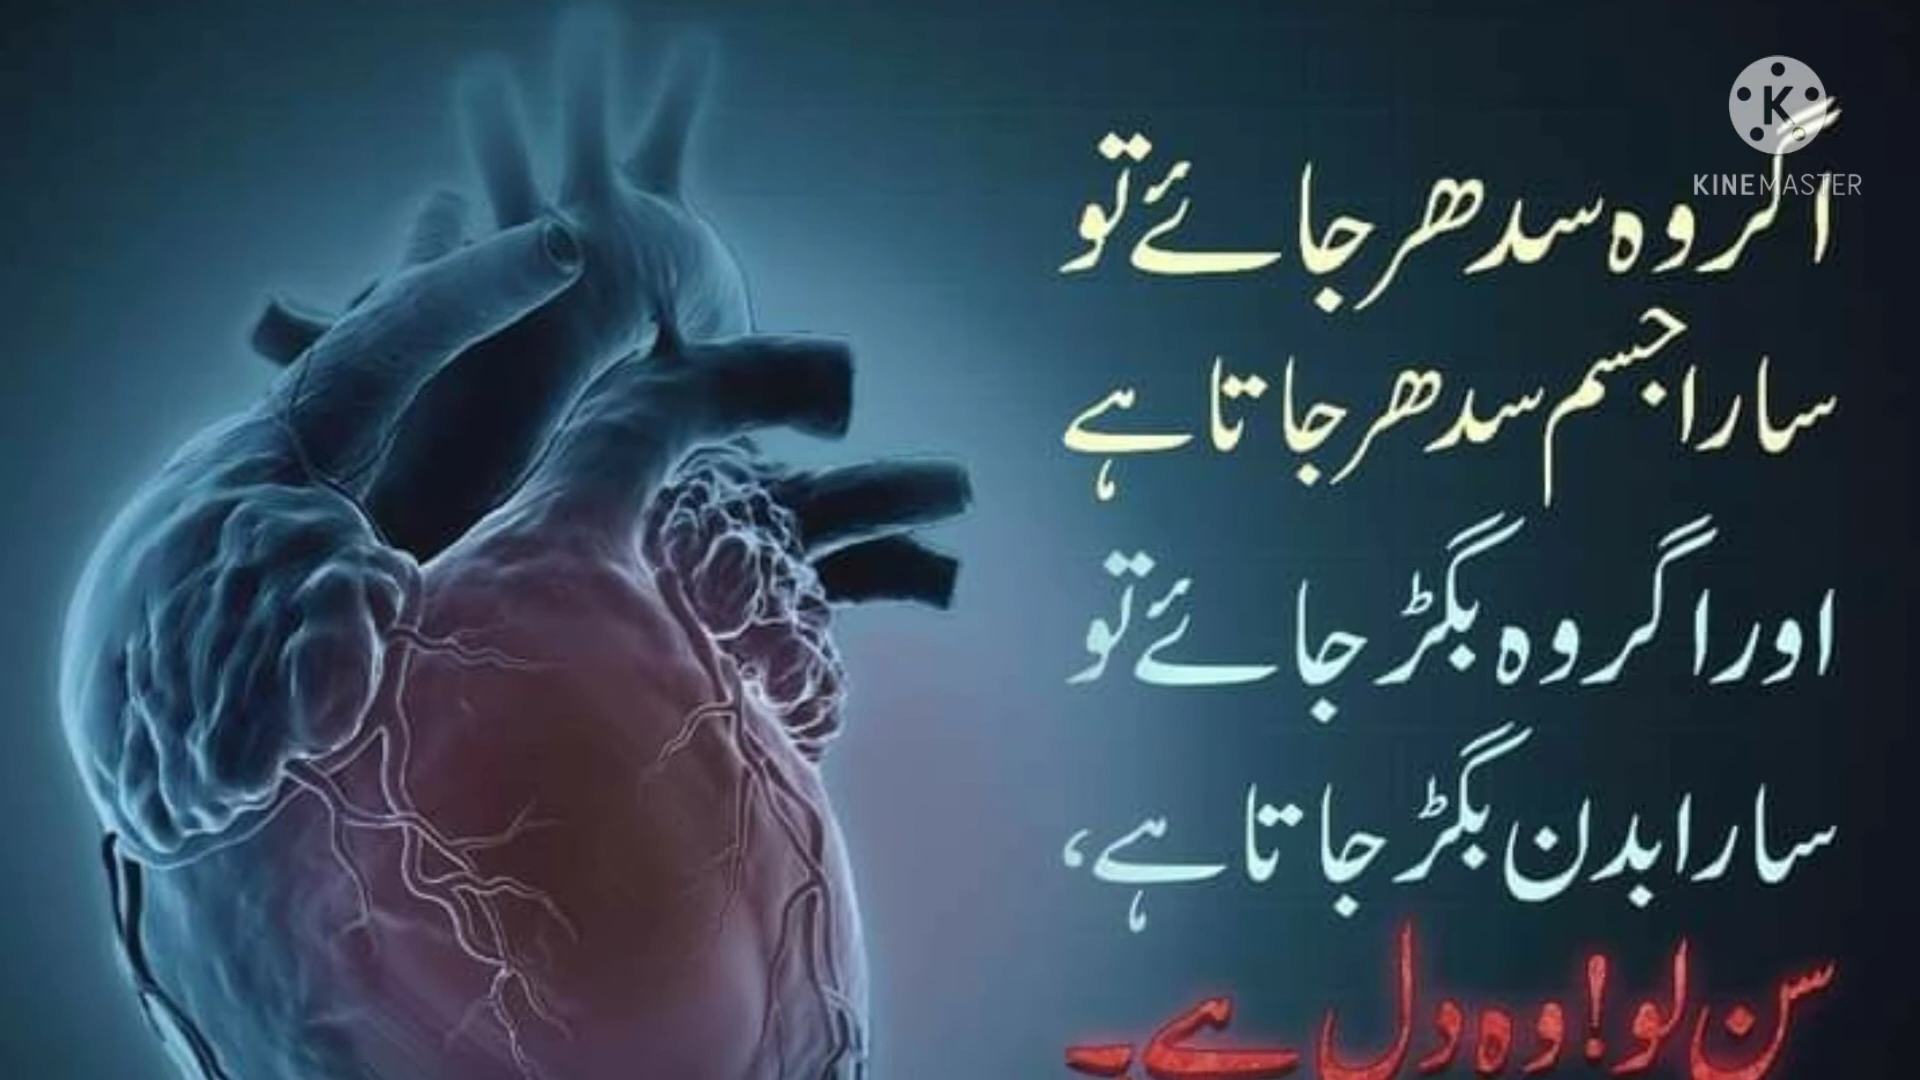 KINEMASTER
اگر وہ سدھر جائے تو
سارا جسم سدھر جاتا ہے
اور اگر وہ بگڑ جائے تو
سارا بدن بگڑ جاتا ہے،
سن لو! وہ دل ہے۔